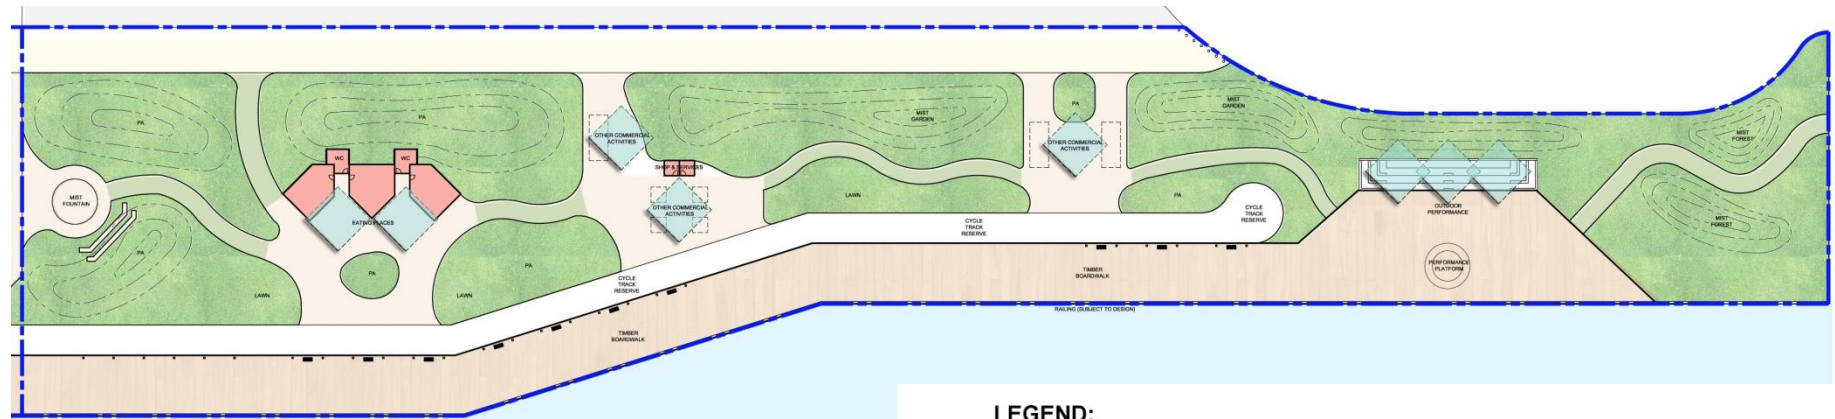 PA
PA
PA
MIST
GARDEN
MIST
GARDEN
MIST
FOREST
OTHER COMMERCIAL
ACTIVITIES
OTHER COMMERCIAL
ACTIVITIES
WC
WC
SHOP & SERVICES
MIST
FOUNTAIN
LAWN
PA
OTHER COMMERCIAL
ACTIVITIES
EATING PLACES
CYCLE
TRACK
RESERVE
CYCLE
TRACK
RESERVE
OUTDOOR
PERFORMANCE
MIST
FOREST
PA
PA
PA
PERFORMANCE
PLATFORM
TIMBER
BOARDWALK
CYCLE
TRACK
RESERVE
LAWN
LAWN
RAILING (SUBJECT TO DESIGN)
TIMBER
BOARDWALK
LEGEND: